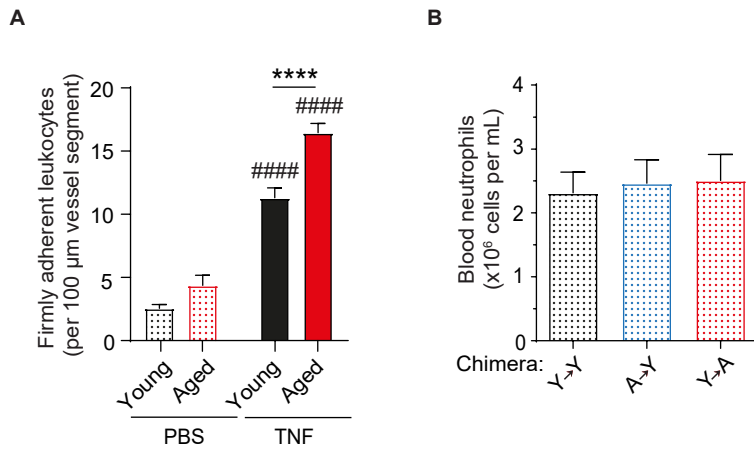 A
Firmly adherent leukocytes
(per 100 µm vessel segment)
20
15
10
5
0
****
####
####
Young
Aged
Young
Aged
PBS
TNF
B
Blood neutrophils
(x10⁶ cells per mL)
4
3
2
1
0
Chimera:
Y→Y
A→Y
Y→A